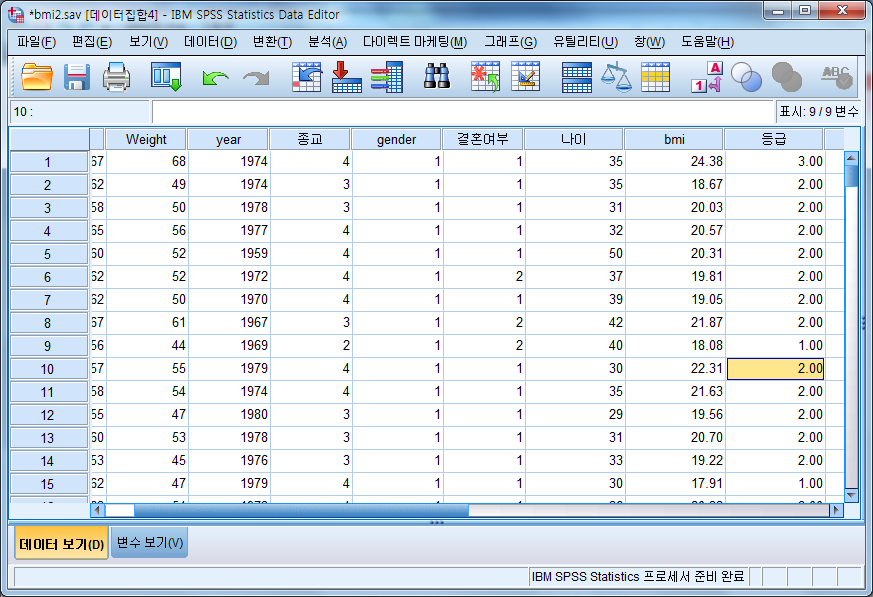 *bmi2.sav [데이터집합4] - IBM SPSS Statistics Data Editor
파일(F) 편집(E) 보기(V) 데이터(D) 변환(T) 분석(A) 다이렉트 마케팅(M) 그래프(G) 유틸리티(U) 창(W) 도움말(H)
1 A ABC
10 : 표시: 9 / 9 변수
Weight year 종교 gender 결혼여부 나이 bmi 등급
1 67 68 1974 4 1 1 35 24.38 3.00
2 62 49 1974 3 1 1 35 18.67 2.00
3 58 50 1978 3 1 1 31 20.03 2.00
4 65 56 1977 4 1 1 32 20.57 2.00
5 60 52 1959 4 1 1 50 20.31 2.00
6 62 52 1972 4 1 2 37 19.81 2.00
7 62 50 1970 4 1 1 39 19.05 2.00
8 67 61 1967 3 1 2 42 21.87 2.00
9 56 44 1969 2 1 2 40 18.08 1.00
10 57 55 1979 4 1 1 30 22.31 2.00
11 58 54 1974 4 1 1 35 21.63 2.00
12 55 47 1980 3 1 1 29 19.56 2.00
13 60 53 1978 3 1 1 31 20.70 2.00
14 53 45 1976 3 1 1 33 19.22 2.00
15 62 47 1979 4 1 1 30 17.91 1.00
데이터 보기(D) 변수 보기(V)
IBM SPSS Statistics 프로세서 준비 완료